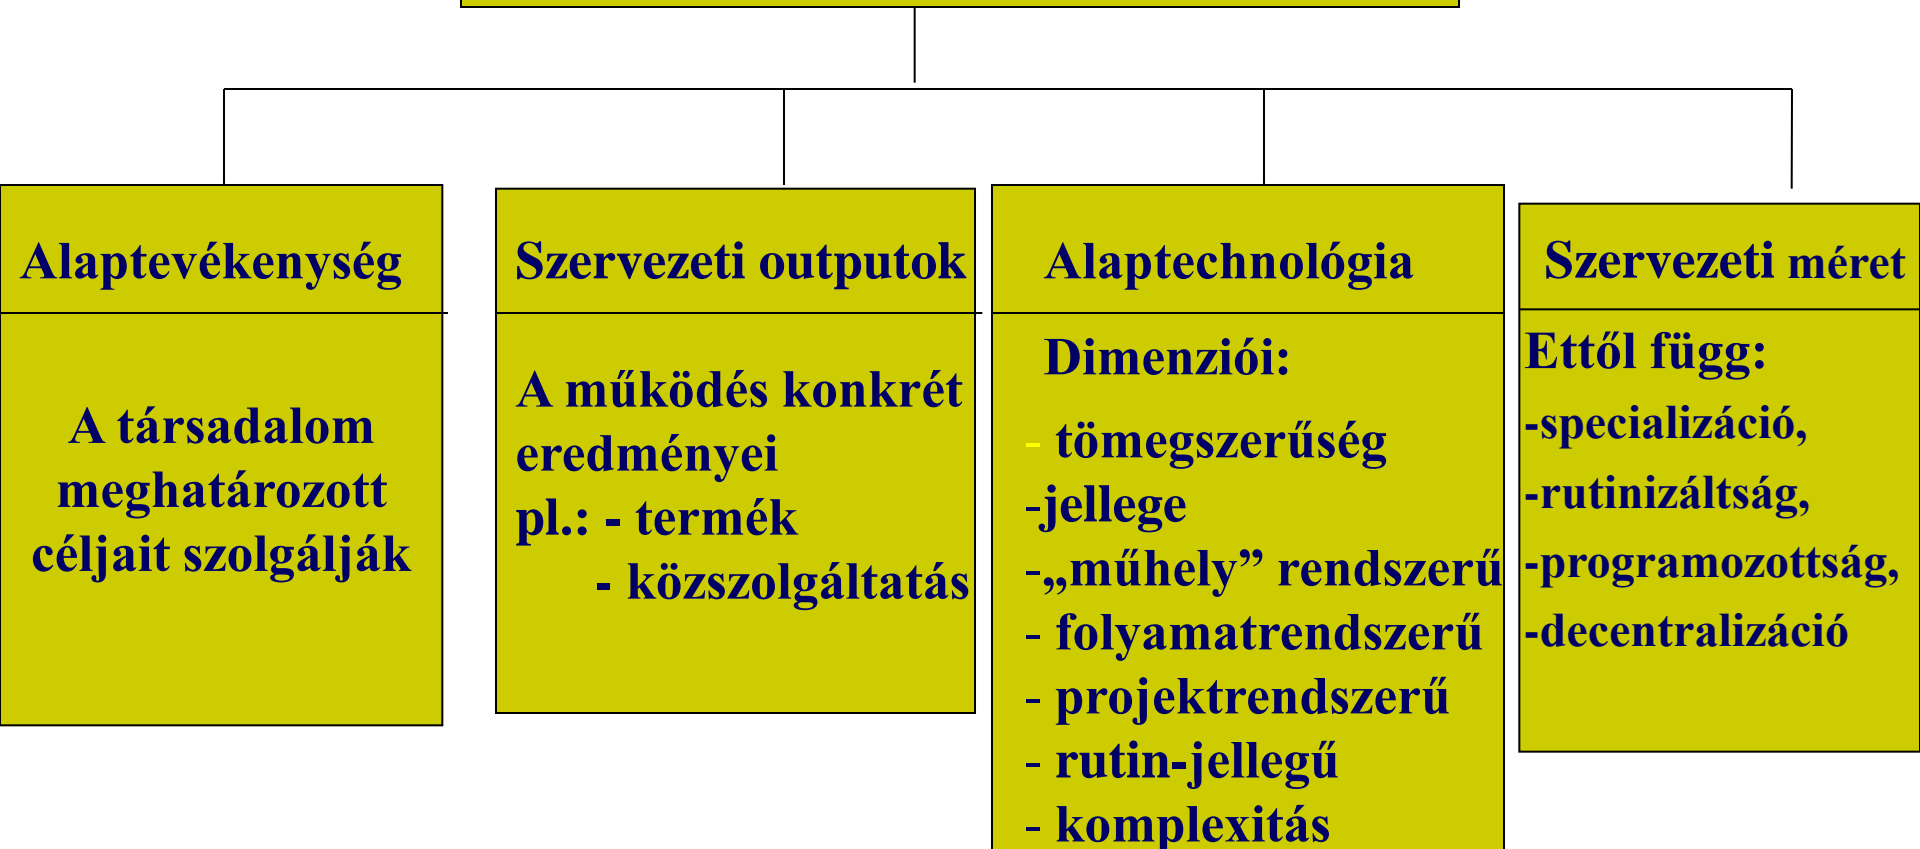 Alaptevékenység
A társadalom
meghatározott
céljait szolgálják
Szervezeti outputok
A működés konkrét
eredményei
pl.: - termék
- közszolgáltatás
Alaptechnológia
Dimenziói:
- tömegszerűség
-jellege
-„műhely” rendszerű
- folyamatrendszerű
- projektrendszerű
- rutin-jellegű
- komplexitás
Szervezeti méret
Ettől függ:
-specializáció,
-rutinizáltság,
-programozottság,
-decentralizáció